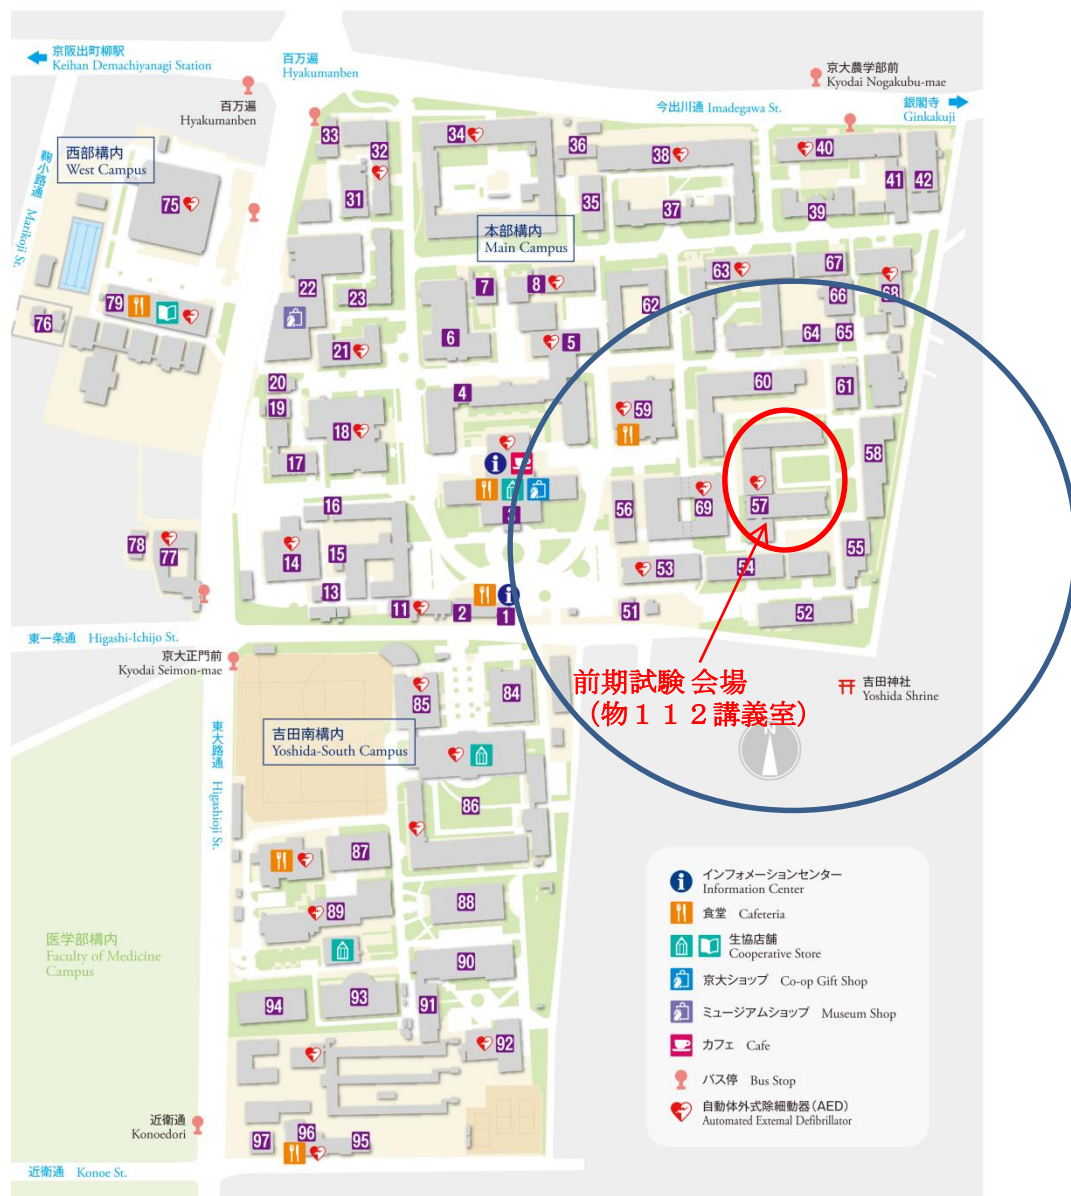 京阪出町柳駅
Keihan Demachiyanagi Station
百万遍
Hyakumanben
百万遍
Hyakumanben
京大農学部前
Kyodai Nogakubu-mae
今出川通 Imadegawa St.
銀閣寺
Ginkakuji
鞠小路通 Marikoji St.
西部構内
West Campus
本部構内
Main Campus
33
32
34
36
38
40
41
42
31
35
37
39
75
7
8
63
67
68
22
23
62
66
79
76
6
5
64
65
21
20
4
60
61
19
59
18
58
17
3
16
56
69
57
78
77
14
15
55
53
54
13
11
2
1
51
52
東一条通 Higashi-Ichijo St.
京大正門前
Kyodai Seimon-mae
前期試験 会場
（物１１２講義室）
吉田神社
Yoshida Shrine
N
85
84
吉田南構内
Yoshida-South Campus
東大路通 Higashioji St.
86
87
88
89
医学部構内
Faculty of Medicine
Campus
90
94
93
91
92
近衛通
Konoedori
97
96
95
近衛通 Konoe St.
インフォメーションセンター
Information Center
食堂 Cafeteria
生協店舗
Cooperative Store
京大ショップ Co-op Gift Shop
ミュージアムショップ Museum Shop
カフェ Cafe
バス停 Bus Stop
自動体外式除細動器（AED）
Automated External Defibrillator